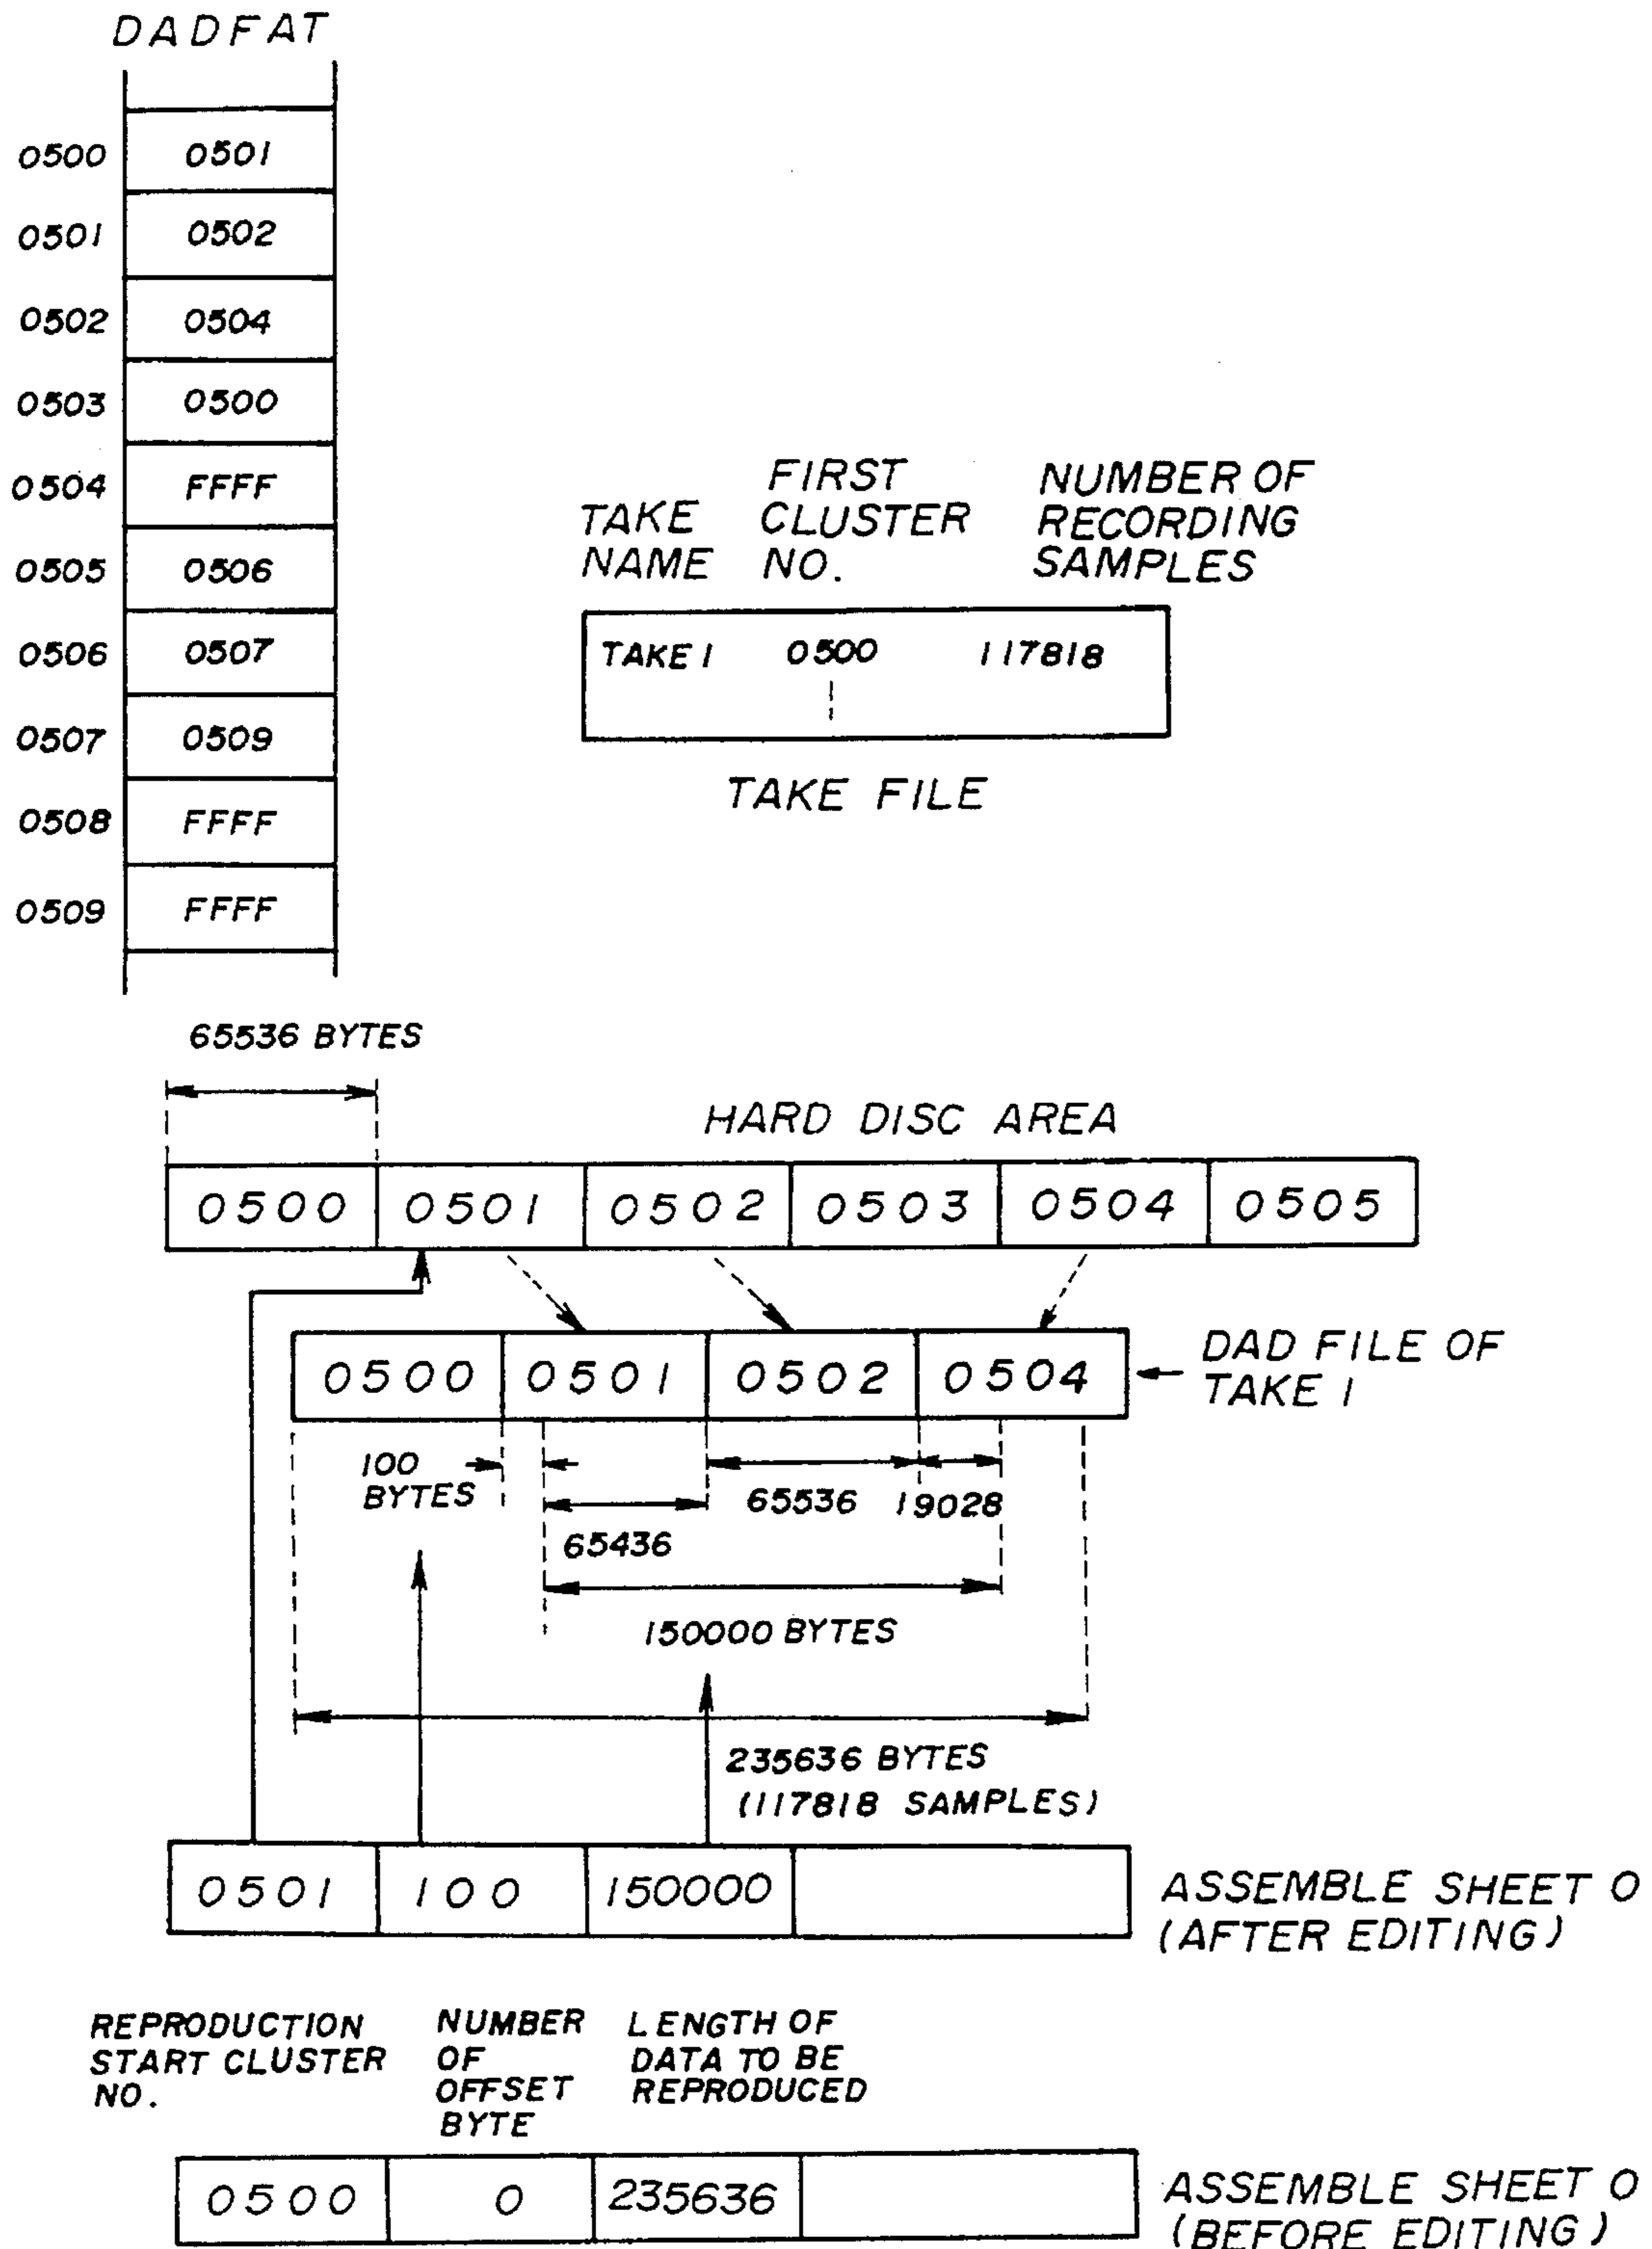 DADFAT
0500 0501
0501 0502
0502 0504
0503 0500
0504 FFFF
0505 0506
0506 0507
0507 0509
0508 FFFF
0509 FFFF
TAKE NAME
FIRST CLUSTER NO.
NUMBER OF RECORDING SAMPLES
TAKE 1 0500 117818
TAKE FILE
65536 BYTES
HARD DISC AREA
0500 0501 0502 0503 0504 0505
0500 0501 0502 0504
DAD FILE OF
TAKE 1
100
BYTES
65436
65536
19028
150000 BYTES
235636 BYTES
(117818 SAMPLES)
0501 100 150000
ASSEMBLE SHEET 0
(AFTER EDITING)
REPRODUCTION
START CLUSTER
NO.
NUMBER
OF
OFFSET
BYTE
LENGTH OF
DATA TO BE
REPRODUCED
0500 0 235636
ASSEMBLE SHEET 0
(BEFORE EDITING)